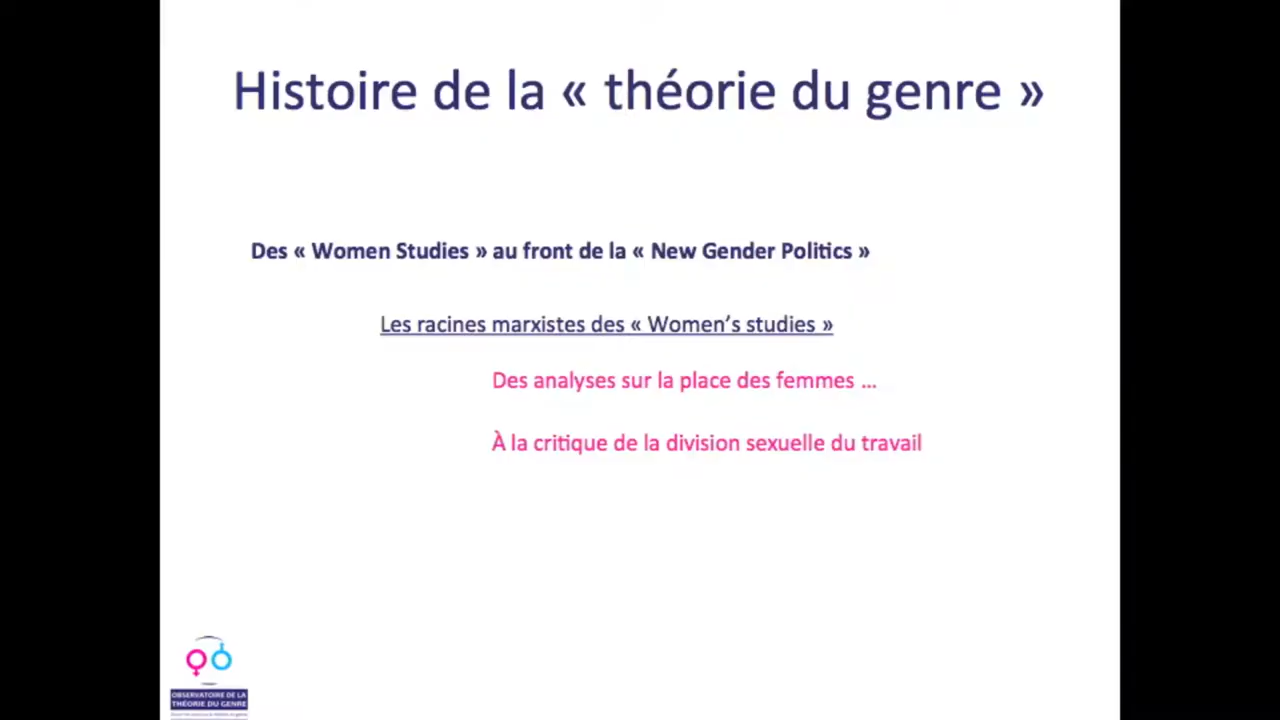 Histoire de la « théorie du genre »
Des « Women Studies » au front de la « New Gender Politics »
Les racines marxistes des « Women’s studies »
Des analyses sur la place des femmes ...
À la critique de la division sexuelle du travail
OBSERVATOIRE DE LA
THÉORIE DU GENRE